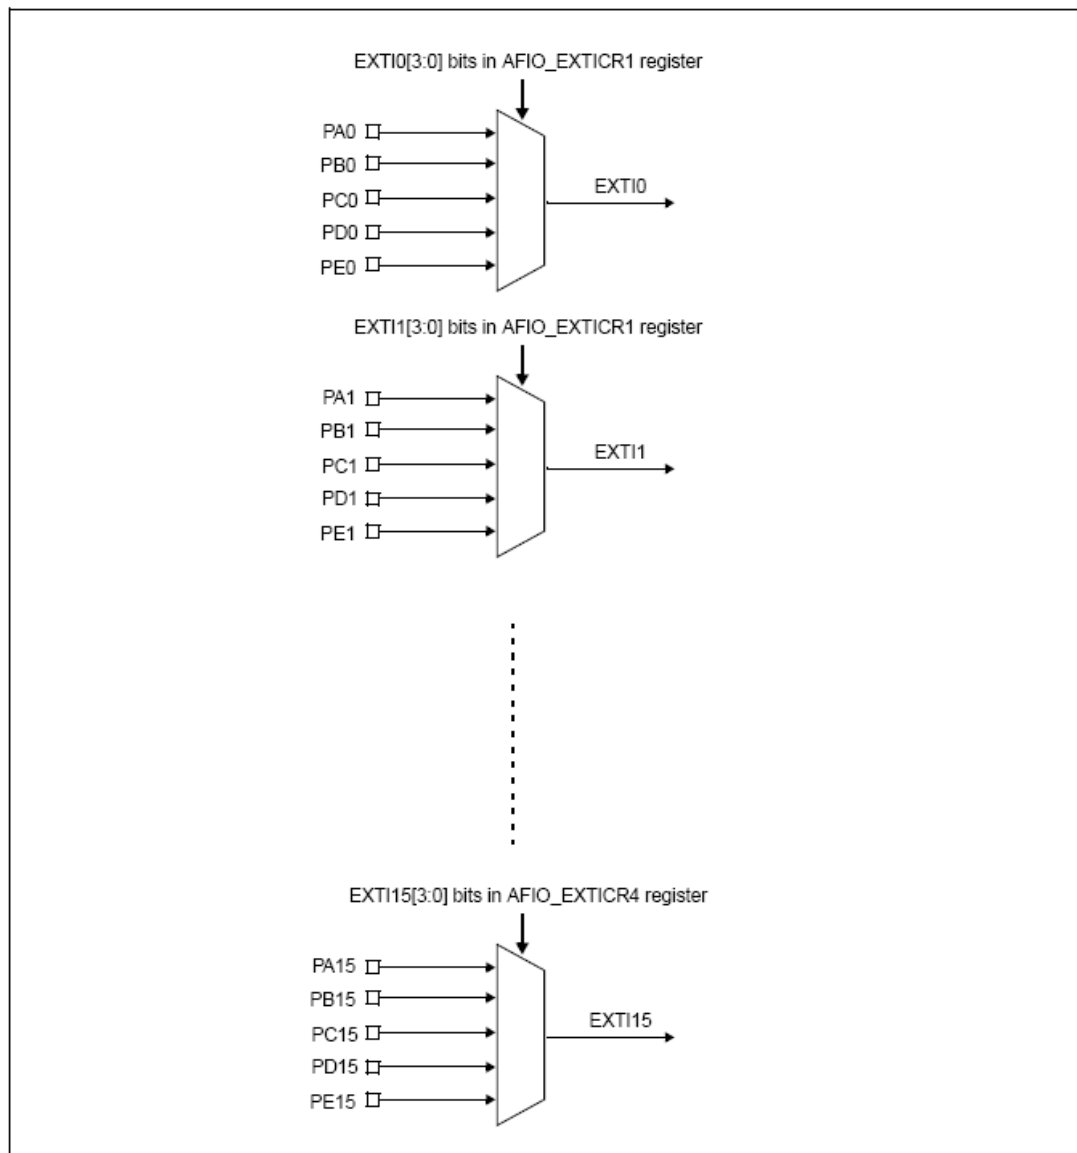 EXTI0[3:0] bits in AFIO_EXTICR1 register
PA0
PB0
PC0
PD0
PE0
EXTI0
EXTI1[3:0] bits in AFIO_EXTICR1 register
PA1
PB1
PC1
PD1
PE1
EXTI1
EXTI15[3:0] bits in AFIO_EXTICR4 register
PA15
PB15
PC15
PD15
PE15
EXTI15